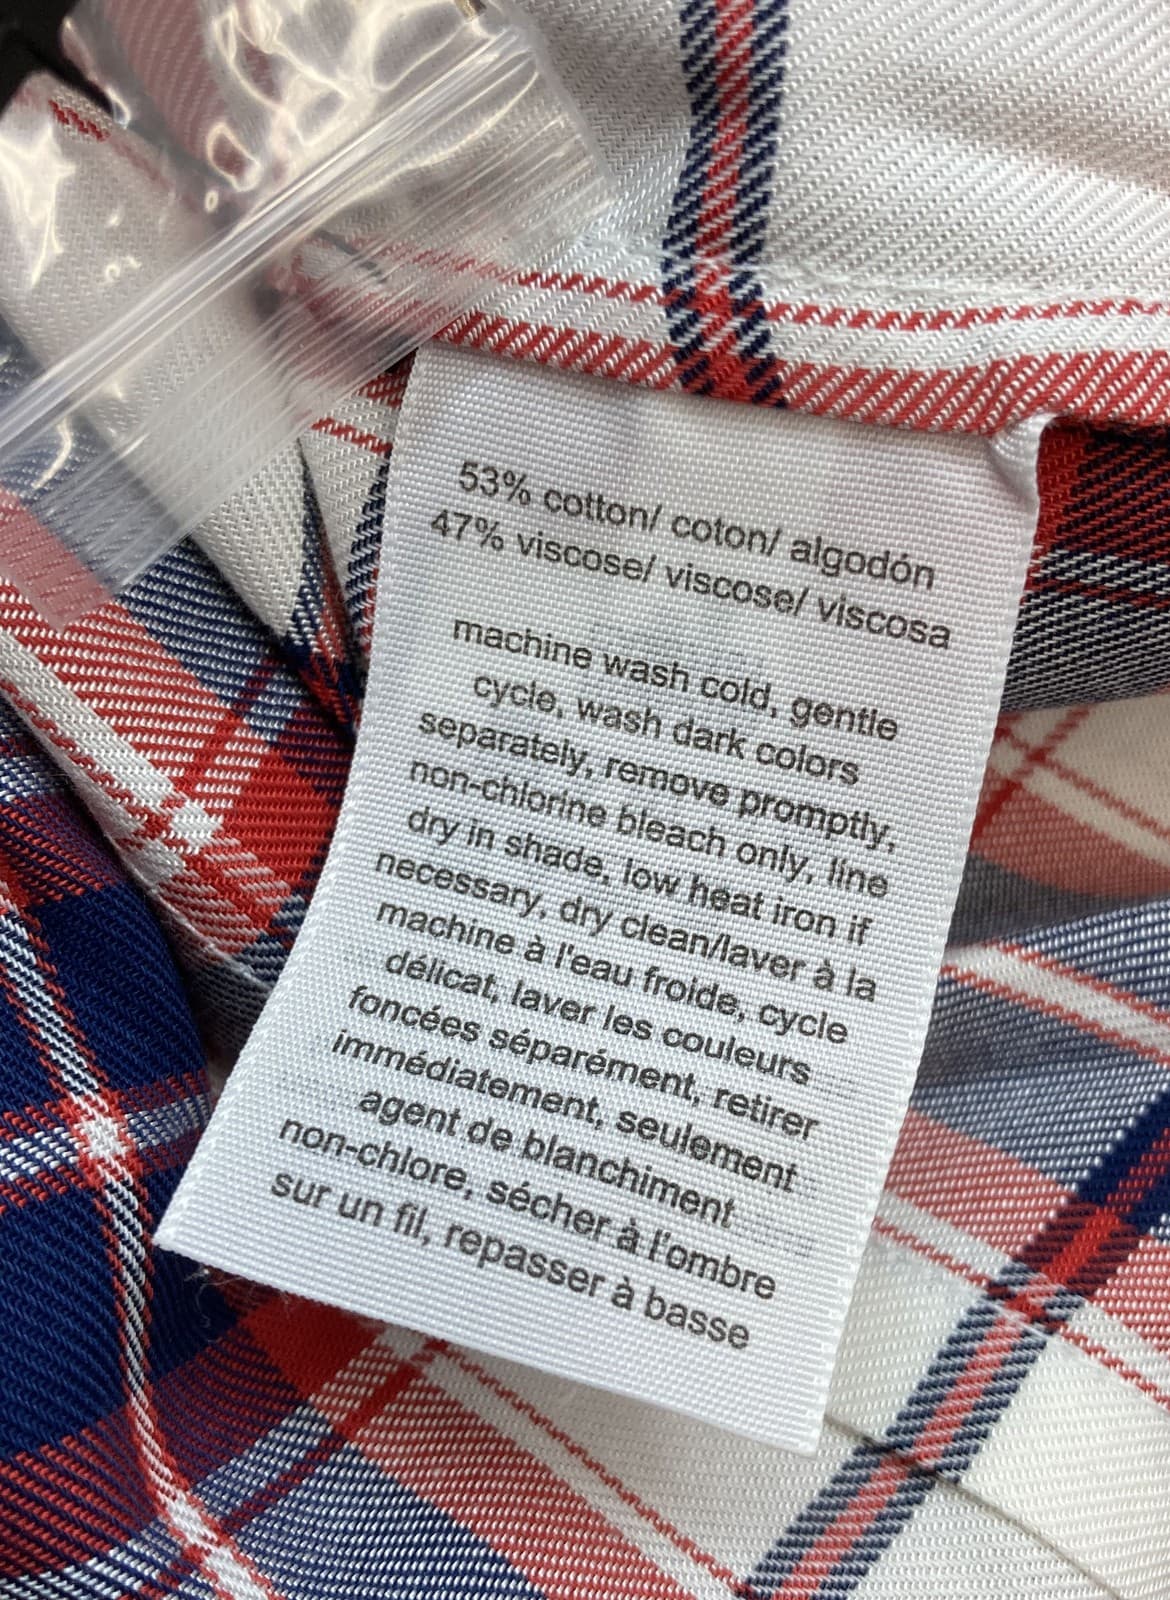 53% cotton/ coton/ algodón
47% viscose/ viscose/ viscosa
machine wash cold, gentle
cycle, wash dark colors
separately, remove promptly,
non-chlorine bleach only, line
dry in shade, low heat iron if
necessary, dry clean/laver à la
machine à l'eau froide, cycle
délicat, laver les couleurs
foncées séparément, retirer
immédiatement, seulement
agent de blanchiment
non-chlore, sécher à l'ombre
sur un fil, repasser à basse